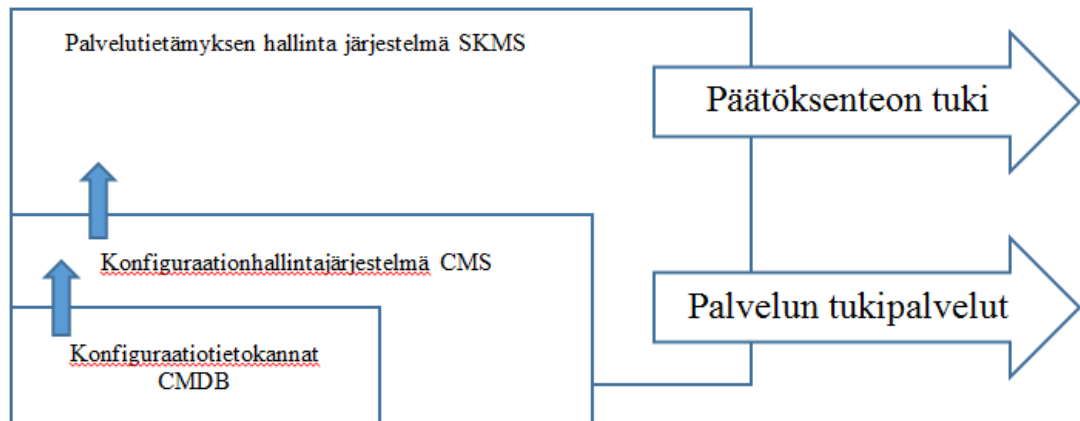 Palvelutietämyksen hallinta järjestelmä SKMS
Päätöksenteon tuki
Konfiguraationhallintajärjestelmä CMS
Palvelun tukipalvelut
Konfiguraatiotietokannat
CMDB